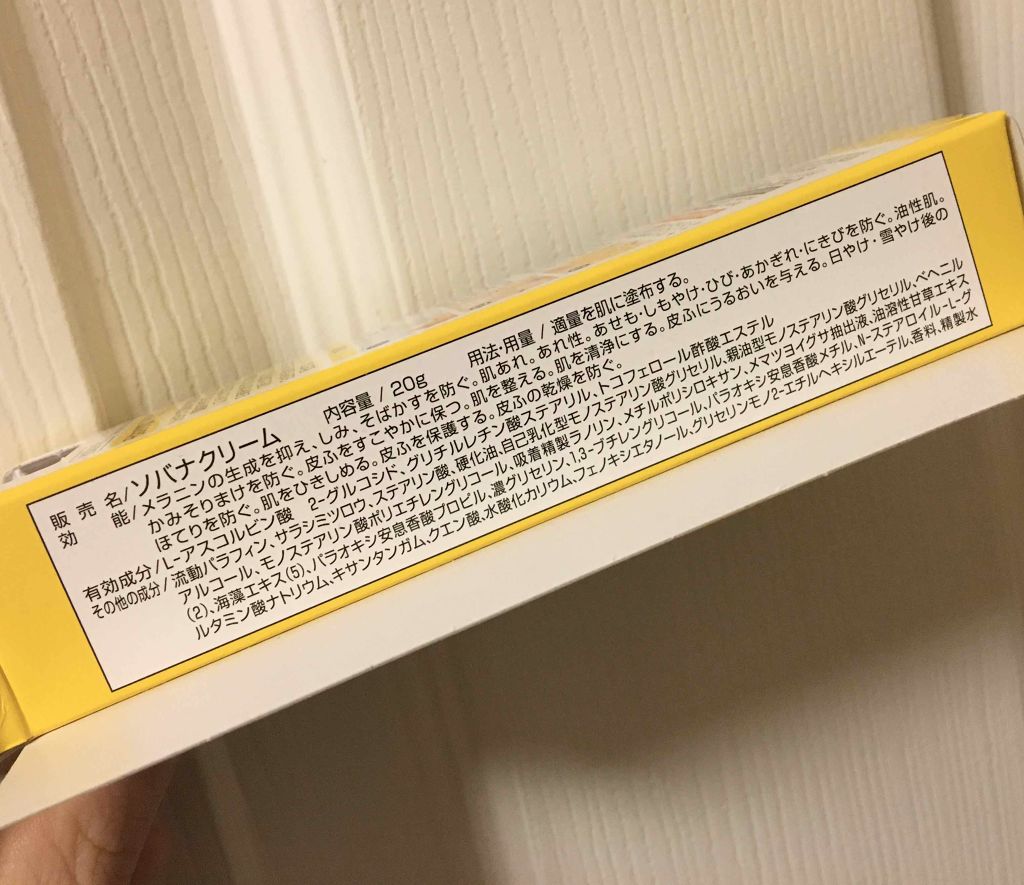 販売名/ソバナクリーム 内容量/20g 用法・用量/適量を肌に塗布する。
効能/メラニンの生成を抑え、しみ、そばかすを防ぐ。肌あれ。あれ性。あせも・しもやけ・ひび・あかぎれ・にきびを防ぐ。油性肌。
かみそりまけを防ぐ。皮ふをすこやかに保つ。肌を整える。肌を清浄にする。皮ふにうるおいを与える。日やけ・雪やけ後の
ほてりを防ぐ。肌をひきしめる。皮ふを保護する。皮ふの乾燥を防ぐ。
有効成分/L-アスコルビン酸 2-グルコシド、グリチルレチン酸ステアリル、トコフェロール酢酸エステル
その他の成分/流動パラフィン、サラシミツロウ、ステアリン酸、硬化油、自己乳化型モノステアリン酸グリセリル、親油型モノステアリン酸グリセリル、ベヘニル
アルコール、モノステアリン酸ポリエチレングリコール、吸着精製ラノリン、メチルポリシロキサン、メマツヨイグサ抽出液、油溶性甘草エキス
(2)、海藻エキス(5)、パラオキシ安息香酸プロピル、濃グリセリン、1.3-ブチレングリコール、パラオキシ安息香酸メチル、N-ステアロイル-L-グ
ルタミン酸ナトリウム、キサンタンガム、クエン酸、水酸化カリウム、フェノキシエタノール、グリセリンモノ2-エチルヘキシルエーテル、香料、精製水